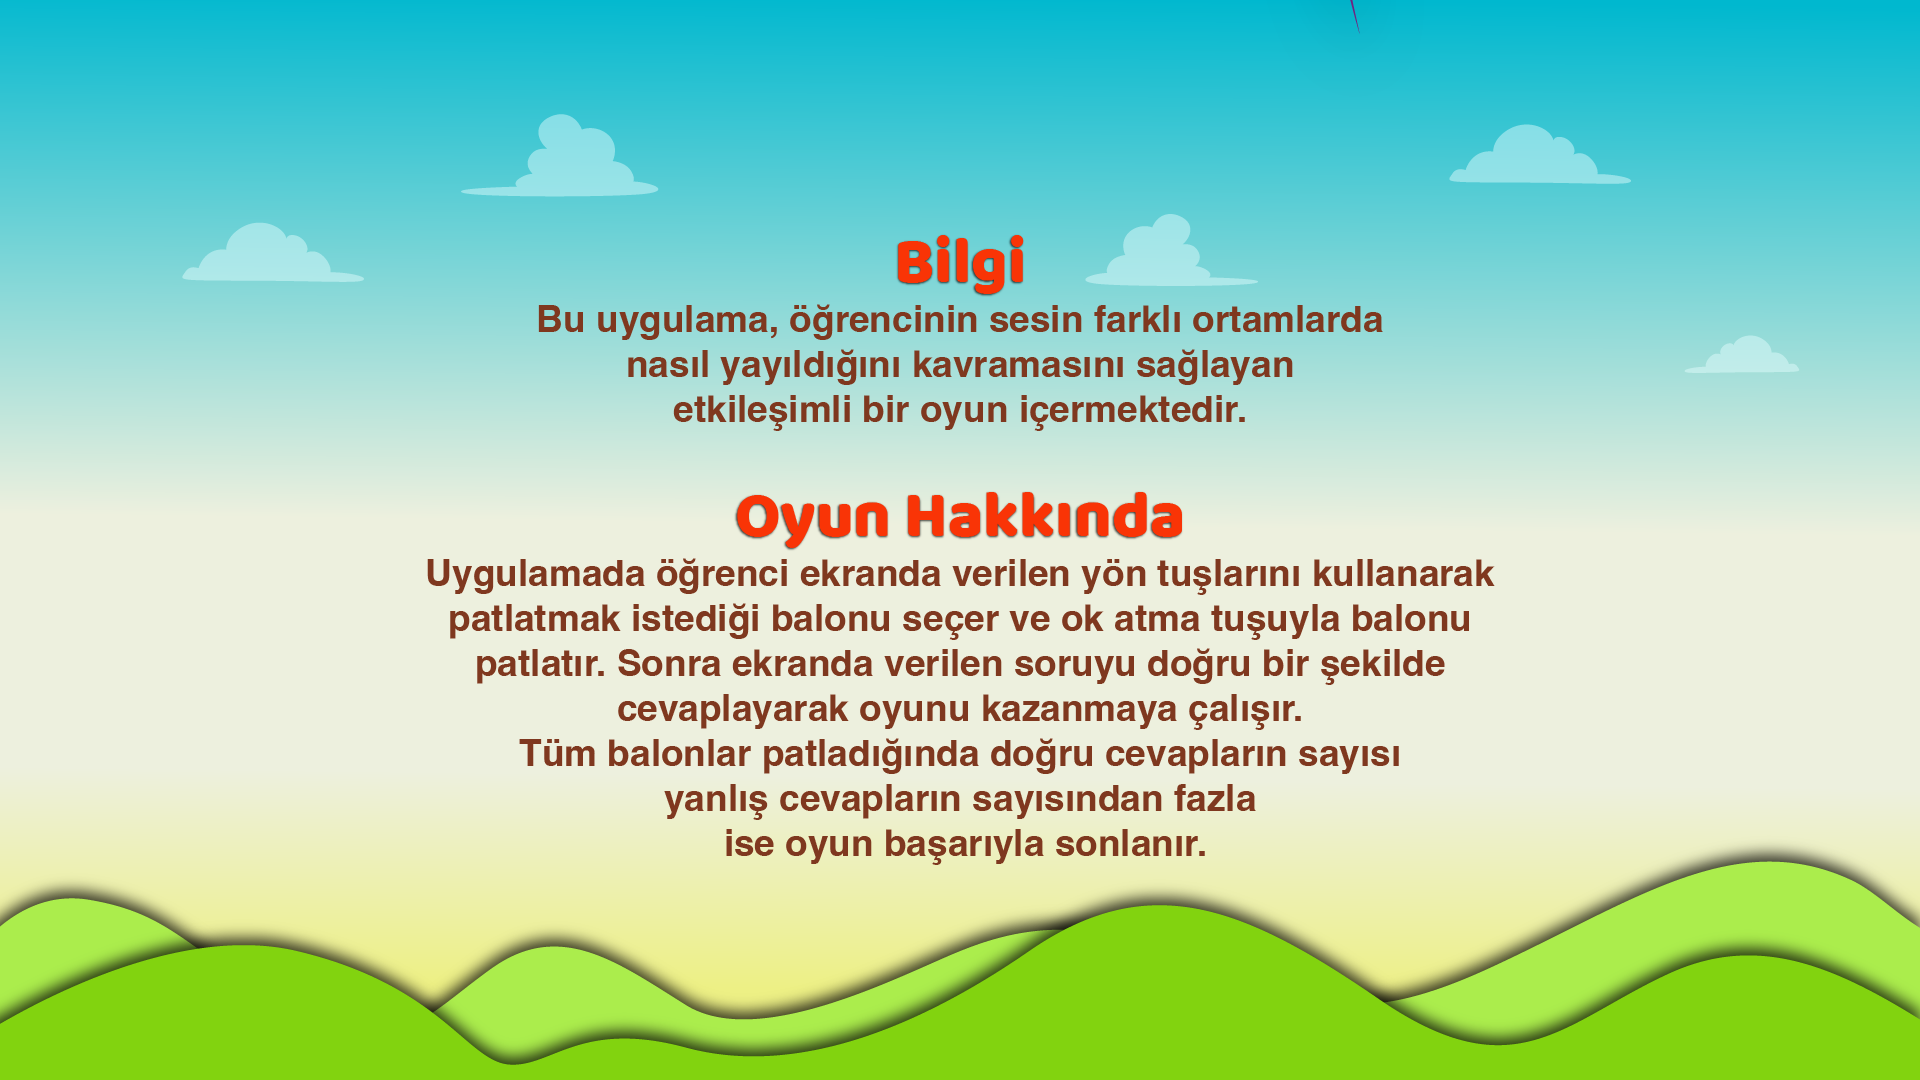 Bilgi
Bu uygulama, öğrencinin sesin farklı ortamlarda
nasıl yayıldığını kavramasını sağlayan
etkileşimli bir oyun içermektedir.
Oyun Hakkında
Uygulamada öğrenci ekranda verilen yön tuşlarını kullanarak
patlatmak istediği balonu seçer ve ok atma tuşuyla balonu
patlatır. Sonra ekranda verilen soruyu doğru bir şekilde
cevaplayarak oyunu kazanmaya çalışır.
Tüm balonlar patladığında doğru cevapların sayısı
yanlış cevapların sayısından fazla
ise oyun başarıyla sonlanır.